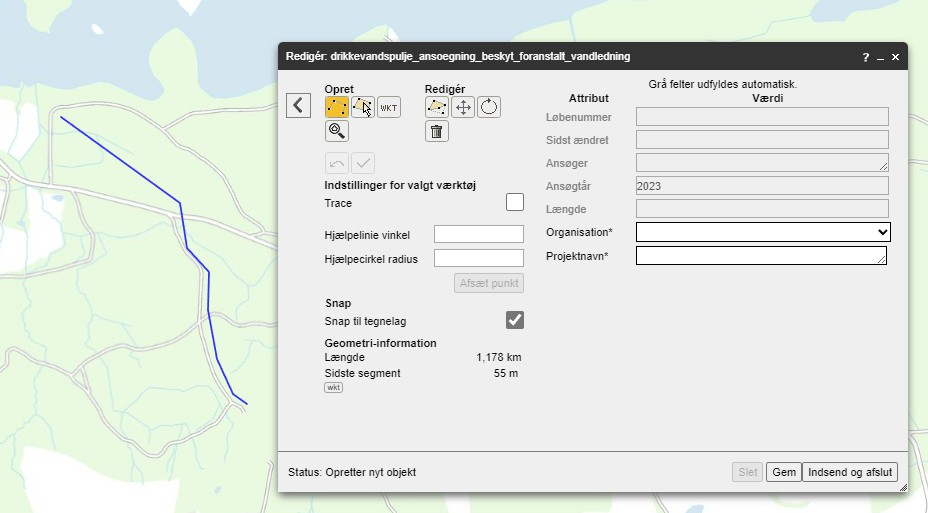 Redigér: drikkevandspulje_ansoegning_beskyt_foranstalt_vandledning
? _ ×
Opret
WKT
Redigér
Indstillinger for valgt værktøj
Trace
Hjælpelinie vinkel
Hjælpecirkel radius
Afsæt punkt
Snap
Snap til tegnelag
Geometri-information
Længde 1,178 km
Sidste segment 55 m
wkt
Grå felter udfyldes automatisk.
Attribut Værdi
Løbenummer
Sidst ændret
Ansøger
Ansøgtår 2023
Længde
Organisation*
Projektnavn*
Status: Opretter nyt objekt
Slet Gem Indsend og afslut